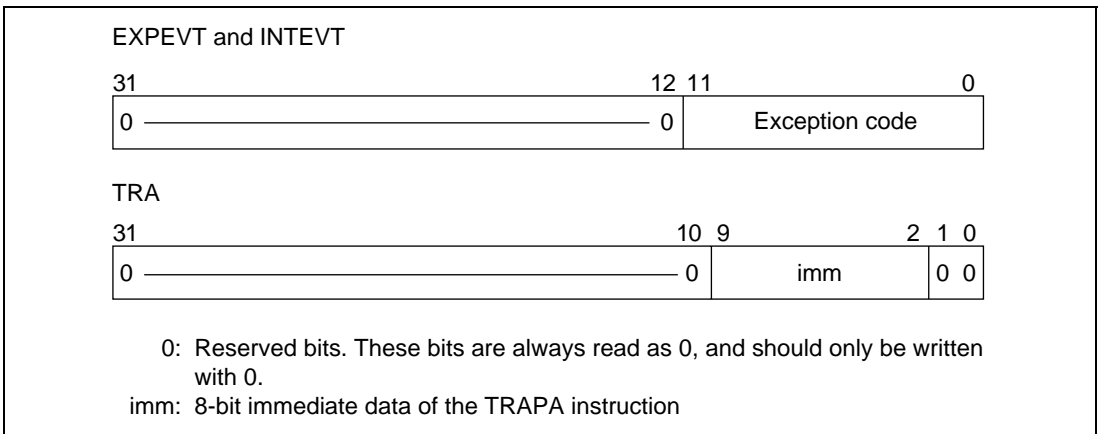 EXPEVT and INTEVT
31 12 11 0
0 0 Exception code
TRA
31 10 9 2 1 0
0 0 imm 0 0
0: Reserved bits. These bits are always read as 0, and should only be written
with 0.
imm: 8-bit immediate data of the TRAPA instruction